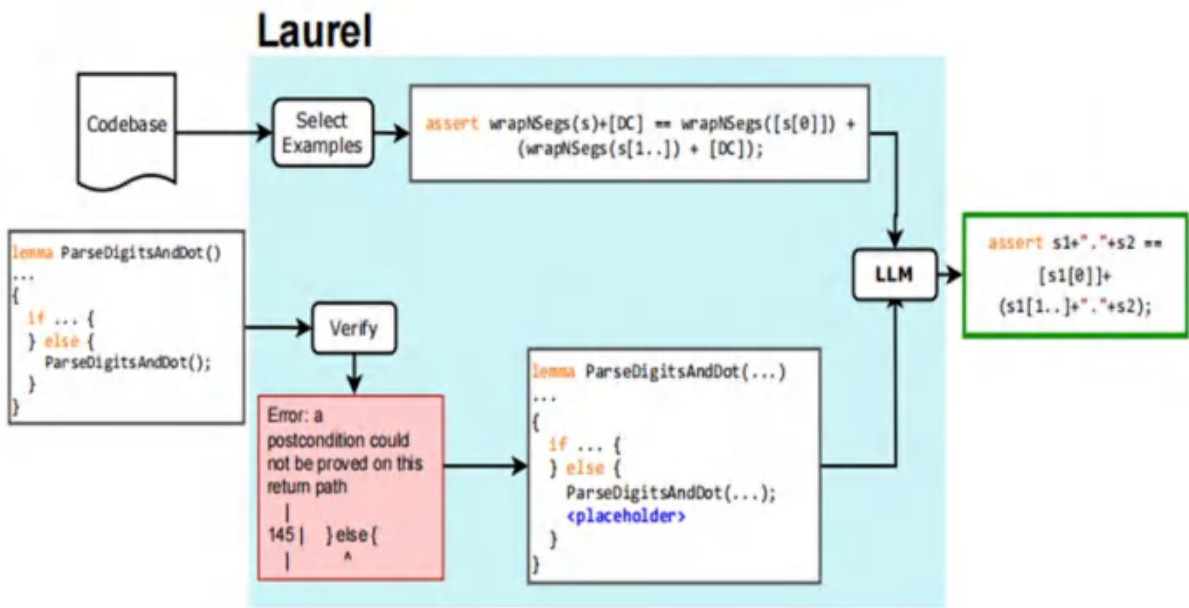 Laurel
Codebase
Select
Examples
assert wrapNSegs(s)+[DC] == wrapNSegs([s[0]]) +
(wrapNSegs(s[1..]) + [DC]);
lemma ParseDigitsAndDot()
...
{
if ... {
} else {
ParseDigitsAndDot();
}
}
Verify
Error: a
postcondition could
not be proved on this
return path
|
145 | } else {
| ^
lemma ParseDigitsAndDot(...)
...
{
if ... {
} else {
ParseDigitsAndDot(...);
<placeholder>
}
}
LLM
assert s1+"."+s2 ==
[s1[0]]+
(s1[1..]+"."+s2);